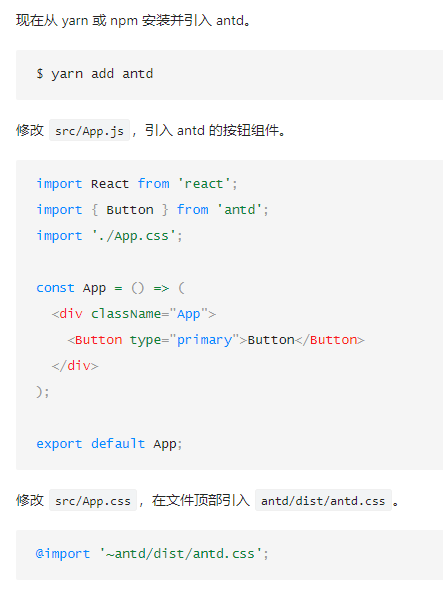 现在从 yarn 或 npm 安装并引入 antd。
$ yarn add antd
修改 src/App.js，引入 antd 的按钮组件。
import React from 'react';
import { Button } from 'antd';
import './App.css';
const App = () => (
  <div className="App">
    <Button type="primary">Button</Button>
  </div>
);
export default App;
修改 src/App.css，在文件顶部引入 antd/dist/antd.css。
@import '~antd/dist/antd.css';